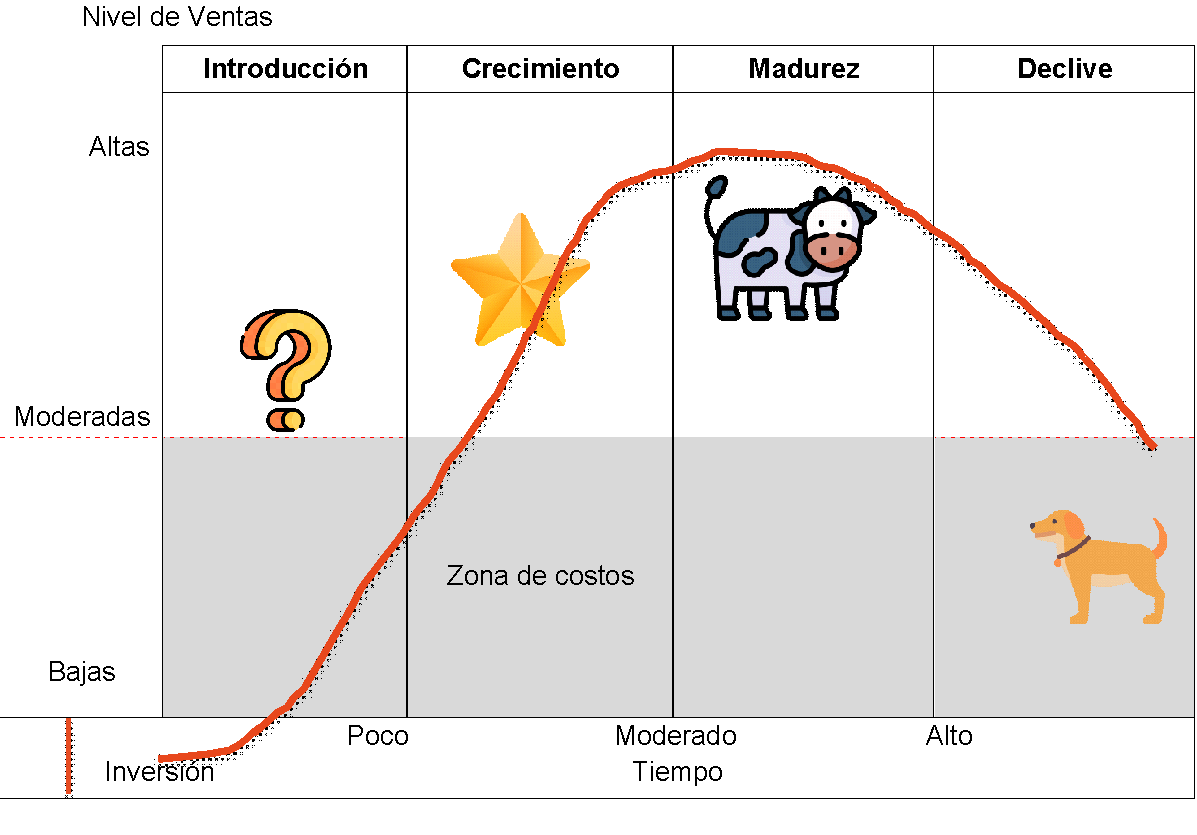 Nivel de Ventas
Introducción
Crecimiento
Madurez
Declive
Altas
Moderadas
Zona de costos
Bajas
Poco
Moderado
Alto
Inversión
Tiempo